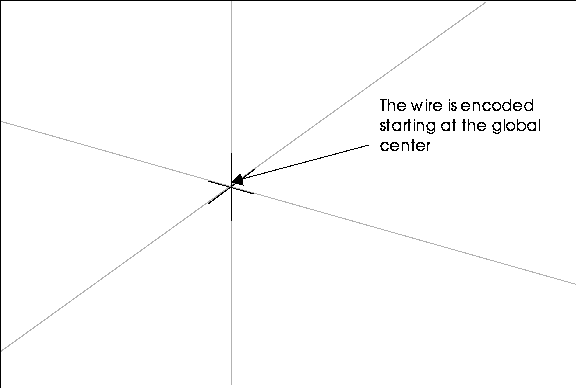 The wire is encoded
starting at the global
center